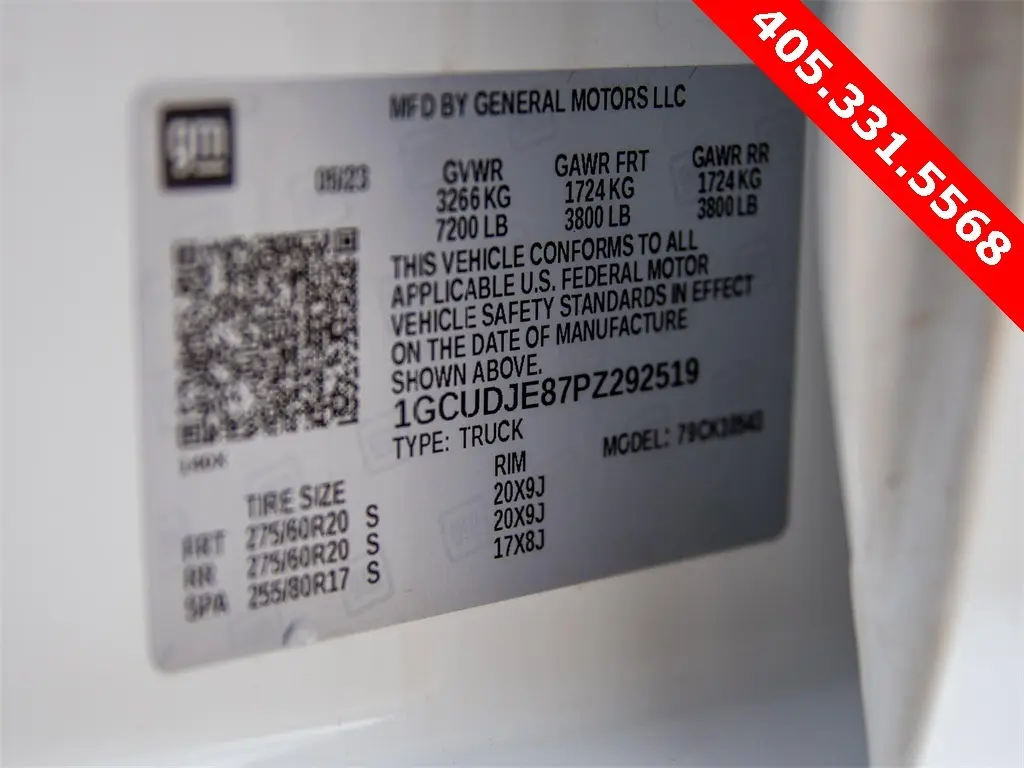 405.331.5568
gm
MFD BY GENERAL MOTORS LLC
05/23
GVWR GAWR FRT GAWR RR
3266 KG 1724 KG 1724 KG
7200 LB 3800 LB 3800 LB
THIS VEHICLE CONFORMS TO ALL
APPLICABLE U.S. FEDERAL MOTOR
VEHICLE SAFETY STANDARDS IN EFFECT
ON THE DATE OF MANUFACTURE
SHOWN ABOVE.
1GCUDJE87PZ292519
TYPE: TRUCK MODEL:
TIRE SIZE RIM
FRT 275/60R20 S 20X9J
RR 275/60R20 S 20X9J
SPA 255/80R17 S 17X8J